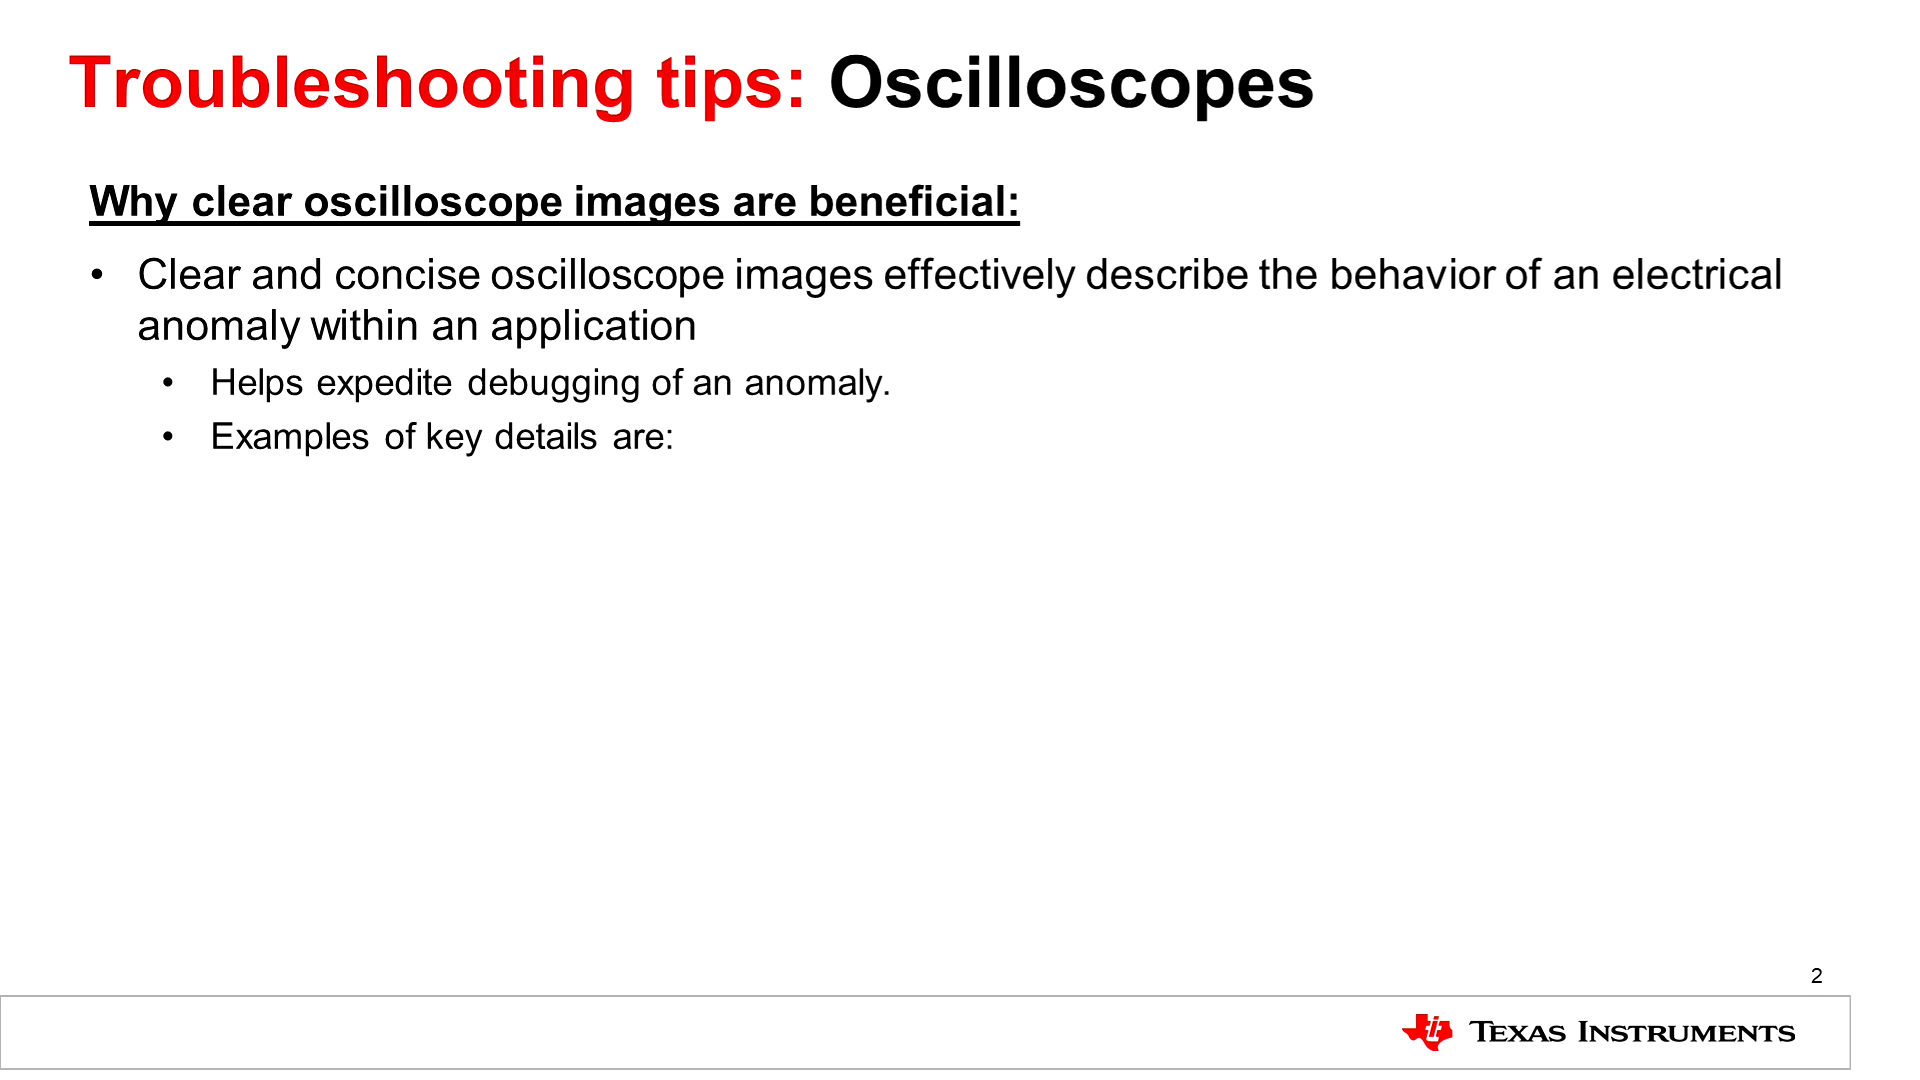 Troubleshooting tips: Oscilloscopes
Why clear oscilloscope images are beneficial:
• Clear and concise oscilloscope images effectively describe the behavior of an electrical
anomaly within an application
• Helps expedite debugging of an anomaly.
• Examples of key details are:
2
TEXAS INSTRUMENTS